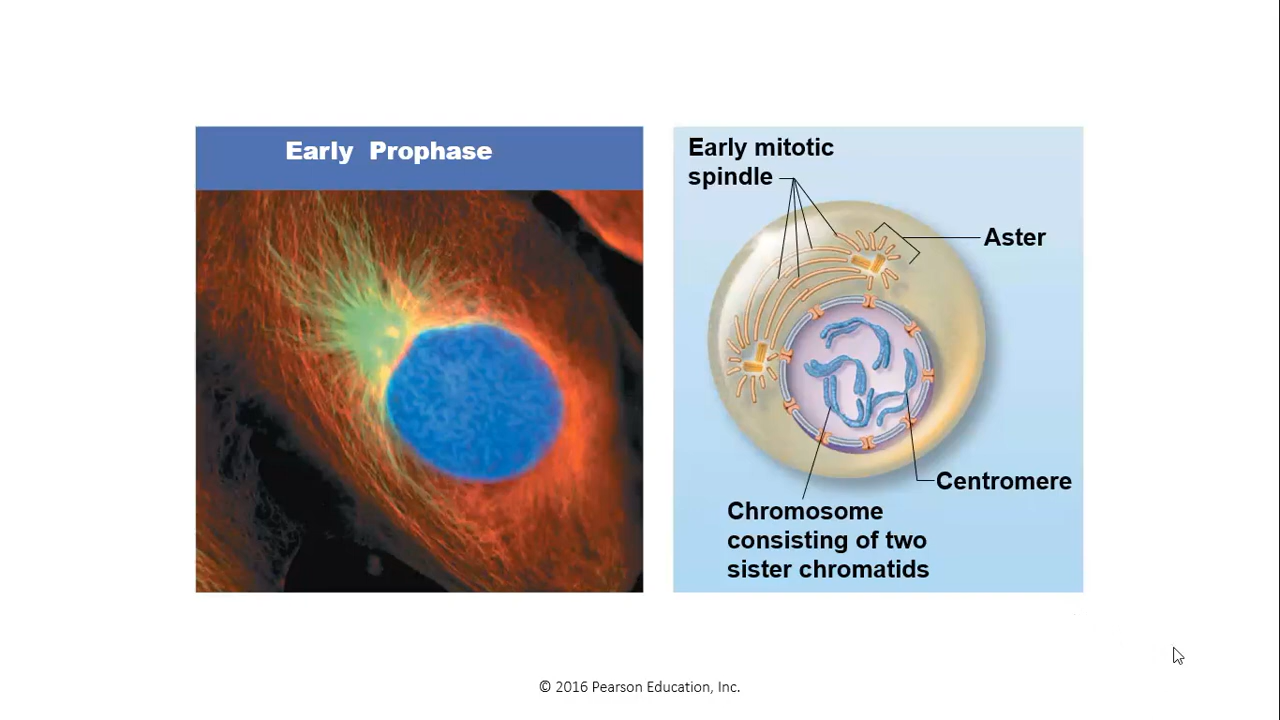 Early Prophase
Early mitotic
spindle
Aster
Centromere
Chromosome
consisting of two
sister chromatids
© 2016 Pearson Education, Inc.